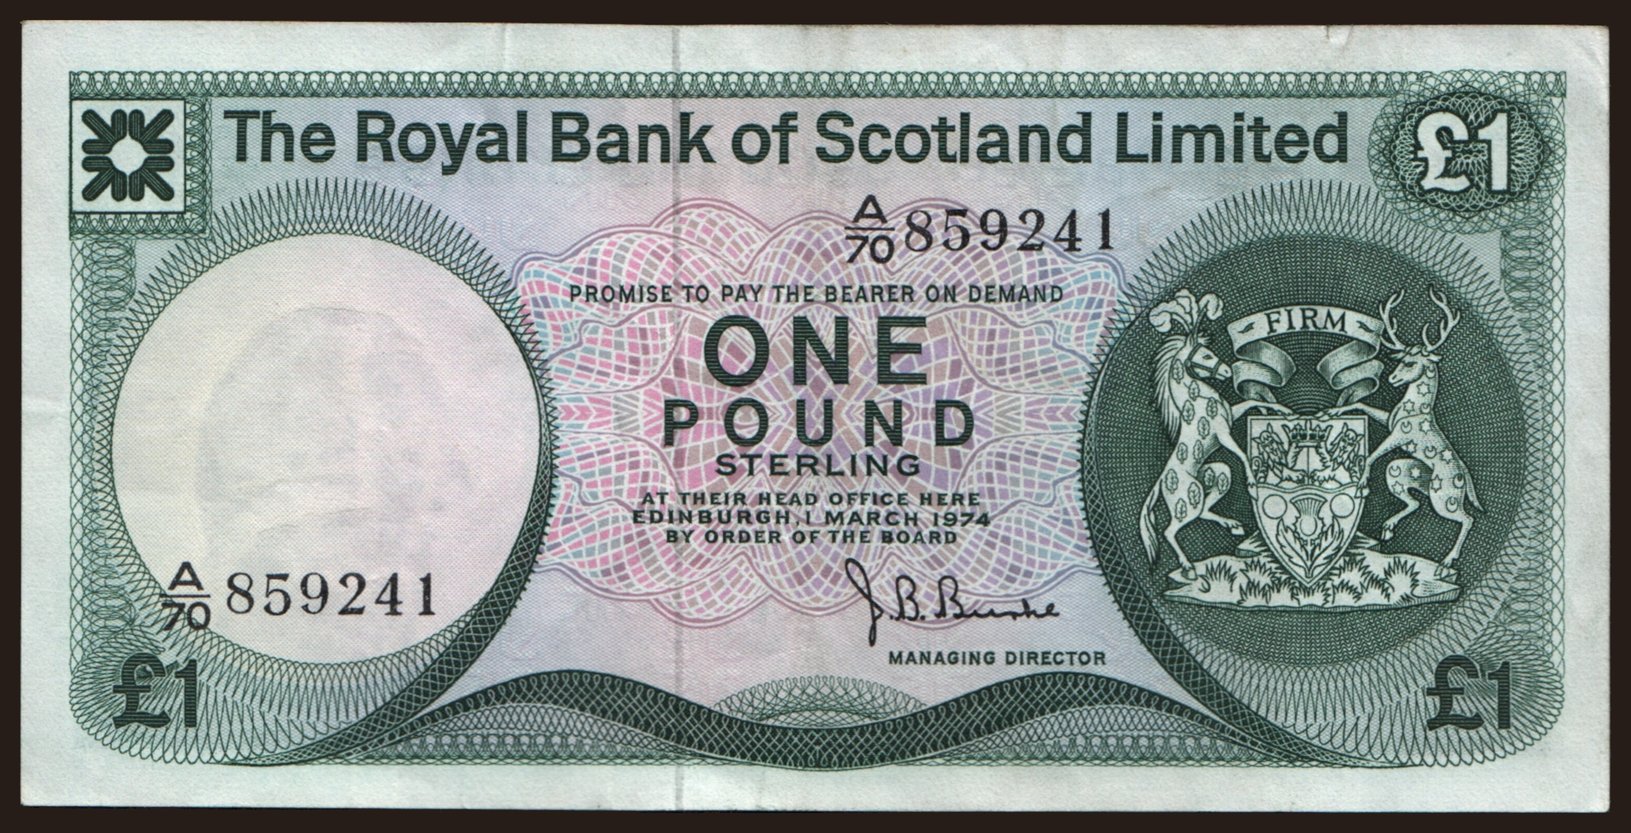 The Royal Bank of Scotland Limited
£1
A/70 859241
PROMISE TO PAY THE BEARER ON DEMAND
FIRM
ONE
POUND
STERLING
AT THEIR HEAD OFFICE HERE
EDINBURGH, 1 MARCH 1974
BY ORDER OF THE BOARD
A/70 859241
J. B. Burke
MANAGING DIRECTOR
£1
£1